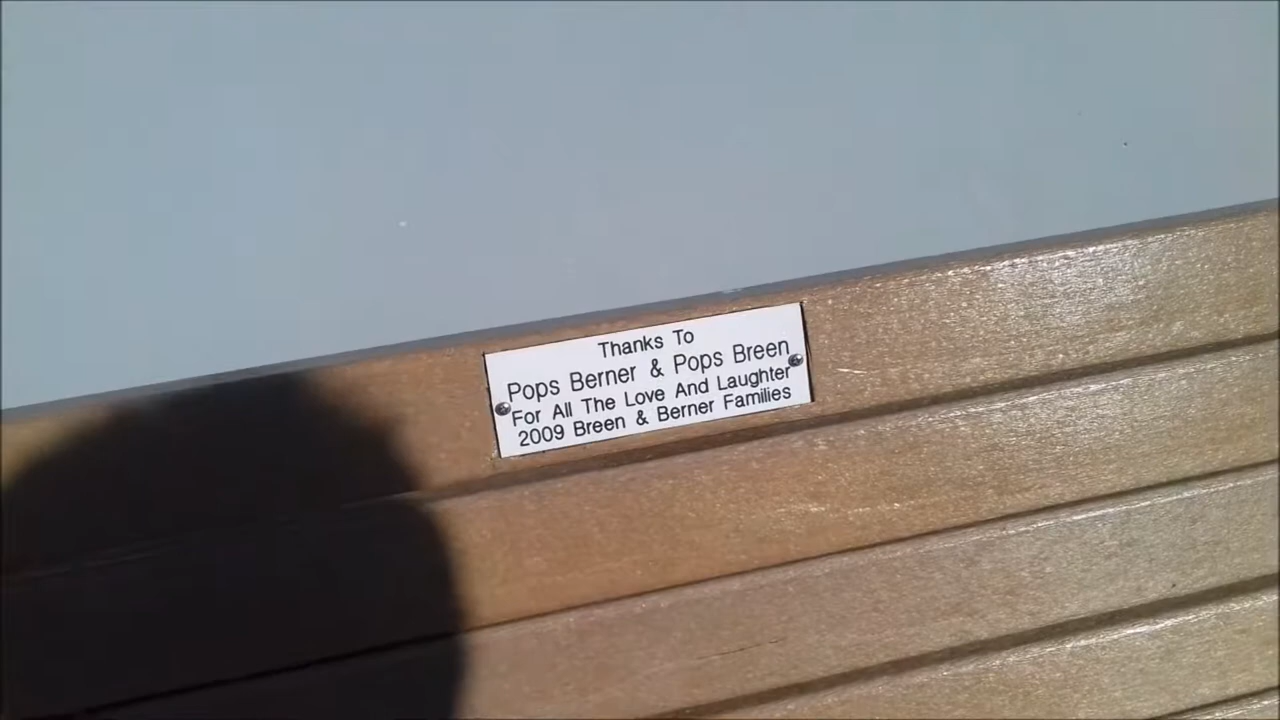 Thanks To
Pops Berner & Pops Breen
For All The Love And Laughter
2009 Breen & Berner Families